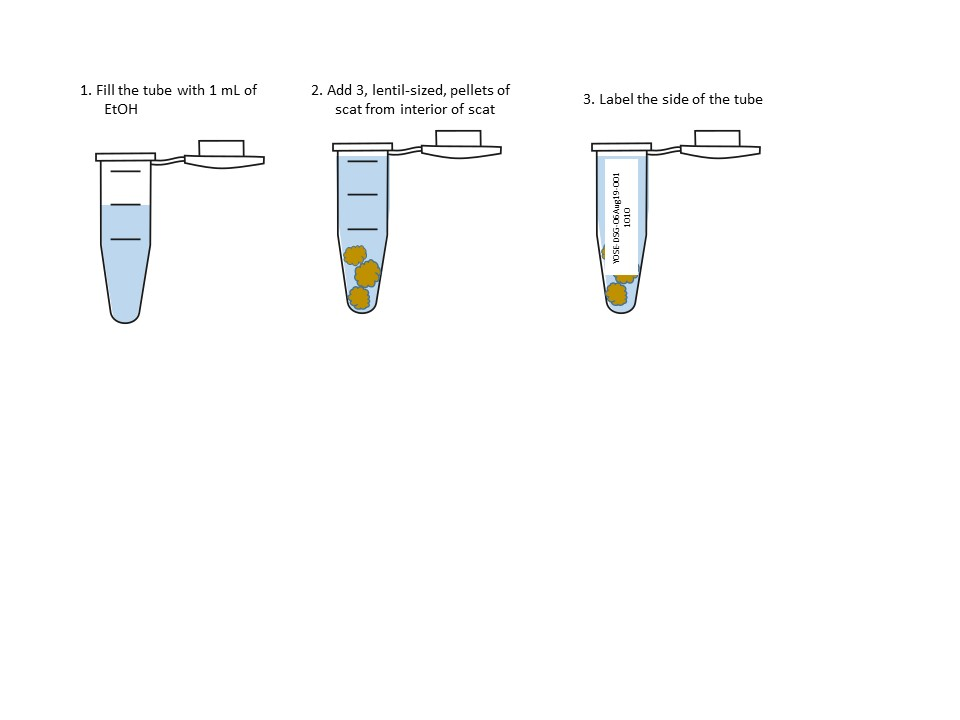 1. Fill the tube with 1 mL of
EtOH
2. Add 3, lentil-sized, pellets of
scat from interior of scat
3. Label the side of the tube
YOSE-DSG-06Aug19-001
1010